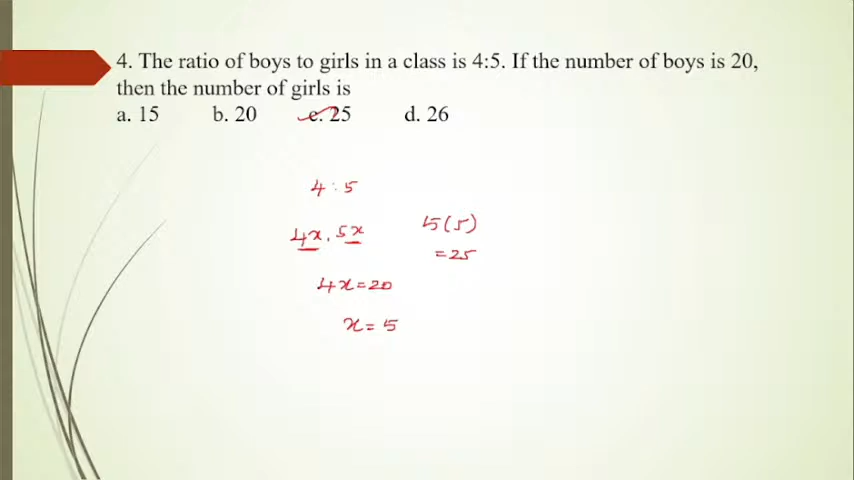 4. The ratio of boys to girls in a class is 4:5. If the number of boys is 20,
then the number of girls is
a. 15 b. 20 c. 25 d. 26
4 : 5
4x, 5x 5(5)
= 25
4x = 20
x = 5